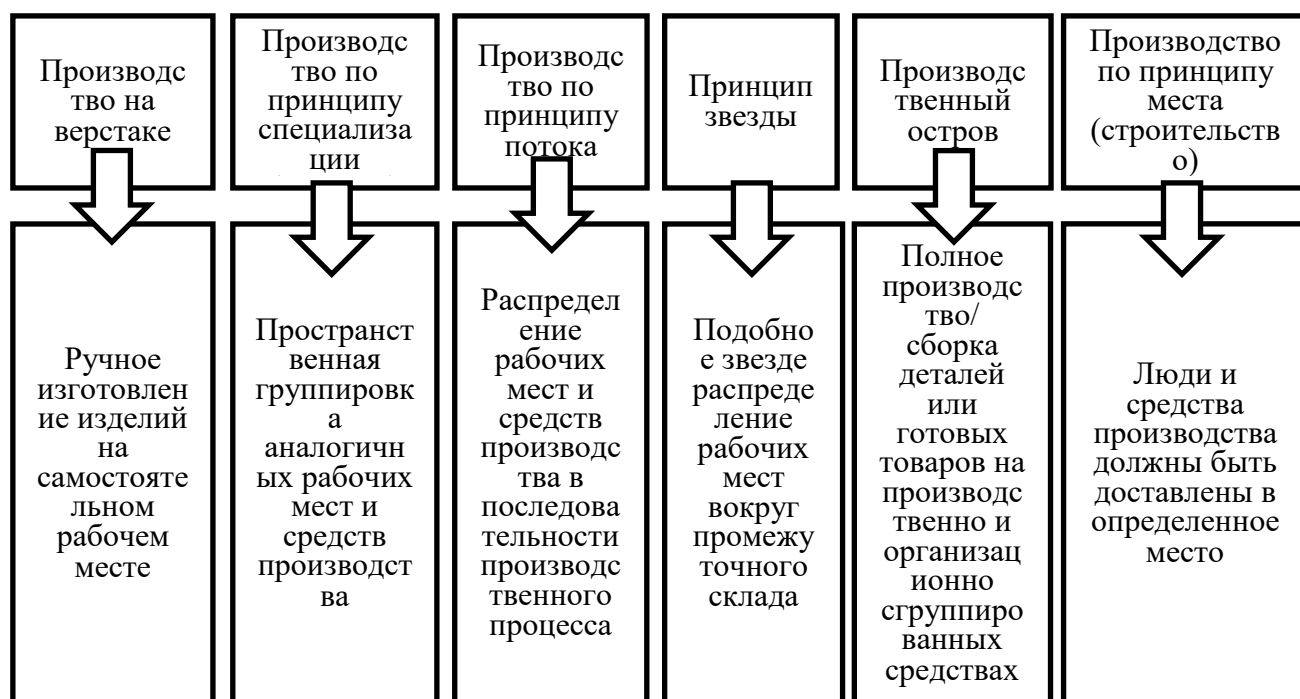 Производс
тво на
верстаке
Производс
тво по
принципу
специализа
ции
Производс
тво по
принципу
потока
Принцип
звезды
Производс
твенный
остров
Производство
по принципу
места
(строительств
о)
Ручное
изготовлен
ие изделий
на
самостояте
льном
рабочем
месте
Пространст
венная
группировк
а
аналогичн
ых рабочих
мест и
средств
производст
ва
Распредел
ение
рабочих
мест и
средств
производс
тва в
последова
тельности
производс
твенного
процесса
Подобно
е звезде
распреде
ление
рабочих
мест
вокруг
промежу
точного
склада
Полное
производс
тво/
сборка
деталей
или
готовых
товаров на
производс
твенно и
организац
ионно
сгруппиро
ванных
средствах
Люди и
средства
производства
должны быть
доставлены в
определенное
место